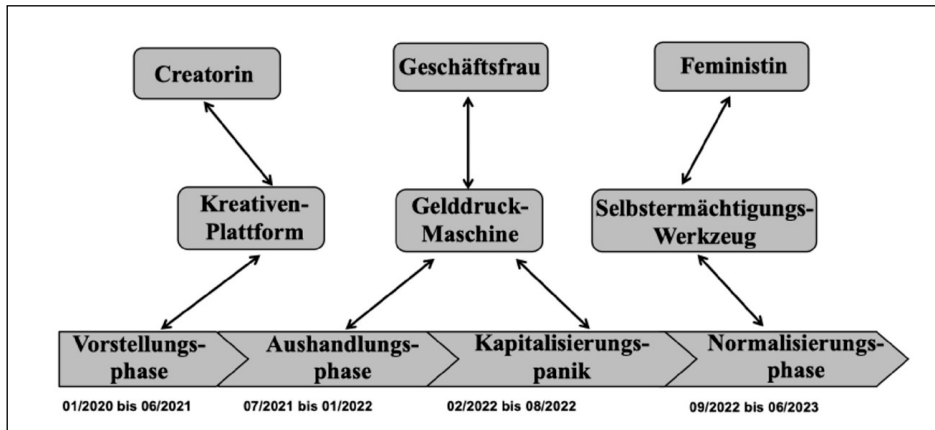 Creatorin
Geschäftsfrau
Feministin
Kreativen-
Plattform
Gelddruck-
Maschine
Selbstermächtigungs-
Werkzeug
Vorstellungs-
phase
Aushandlungs-
phase
Kapitalisierungs-
panik
Normalisierungs-
phase
01/2020 bis 06/2021
07/2021 bis 01/2022
02/2022 bis 08/2022
09/2022 bis 06/2023